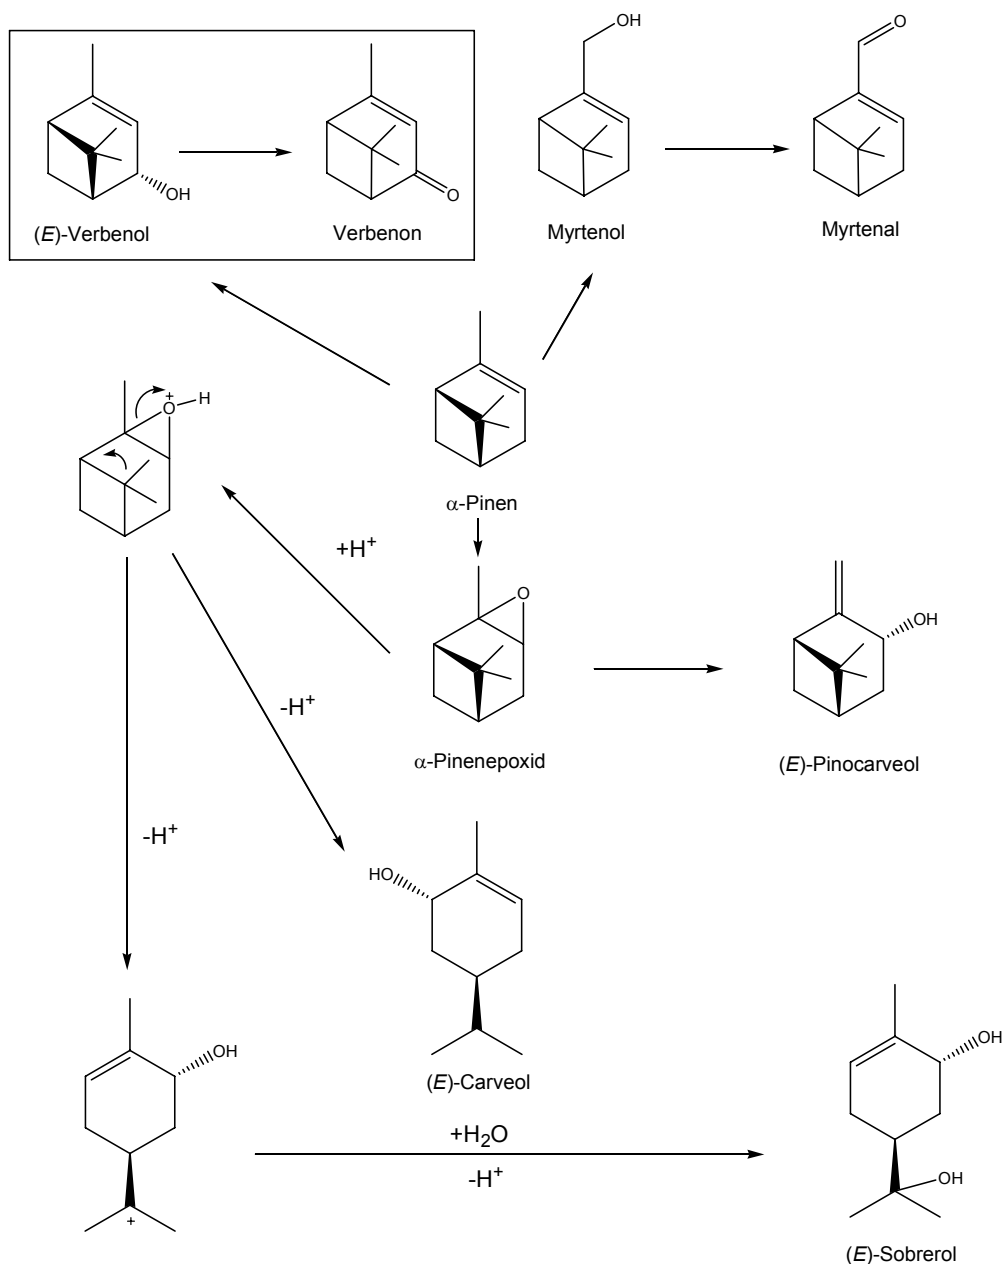 OH
O
OH
O
(E)-Verbenol
Verbenon
Myrtenol
Myrtenal
+
O
H
α-Pinen
+H+
O
OH
-H+
α-Pinenepoxid
(E)-Pinocarveol
-H+
HO
OH
(E)-Carveol
OH
+H2O
-H+
OH
+
(E)-Sobrerol